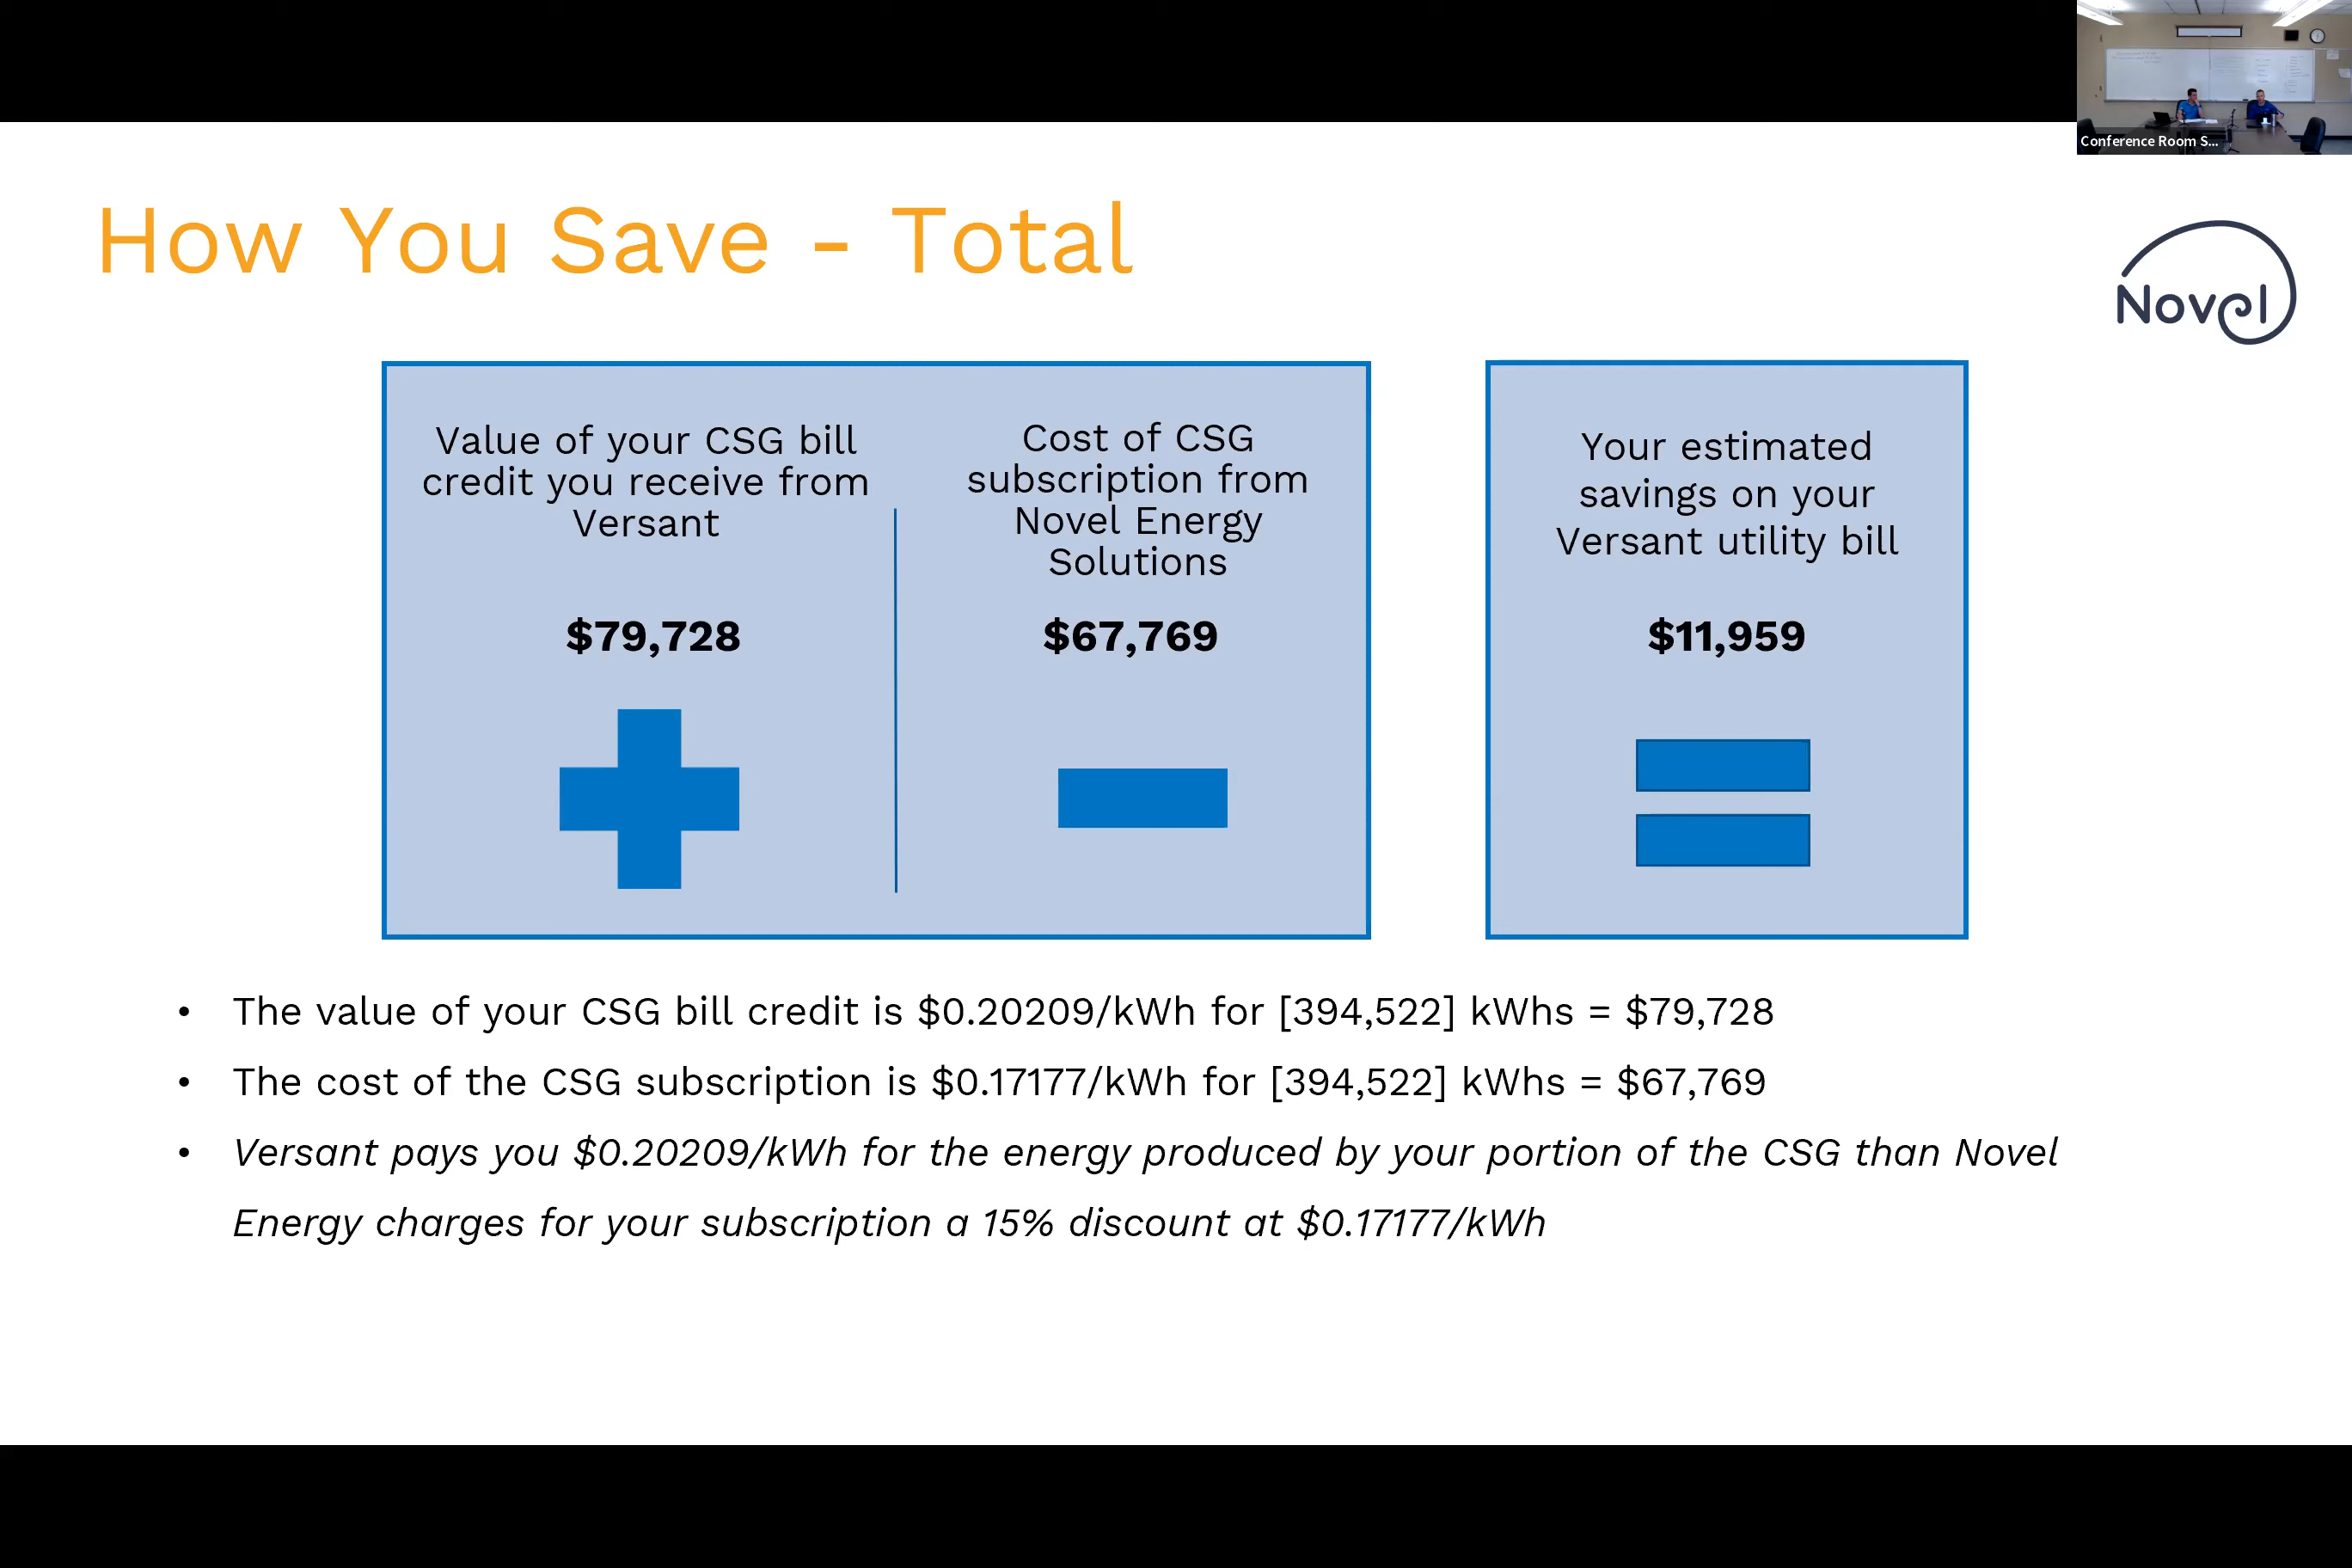 Conference Room S...
How You Save - Total
Novel
Value of your CSG bill
credit you receive from
Versant
$79,728
Cost of CSG
subscription from
Novel Energy
Solutions
$67,769
Your estimated
savings on your
Versant utility bill
$11,959
• The value of your CSG bill credit is $0.20209/kWh for [394,522] kWhs = $79,728
• The cost of the CSG subscription is $0.17177/kWh for [394,522] kWhs = $67,769
• Versant pays you $0.20209/kWh for the energy produced by your portion of the CSG than Novel
Energy charges for your subscription a 15% discount at $0.17177/kWh